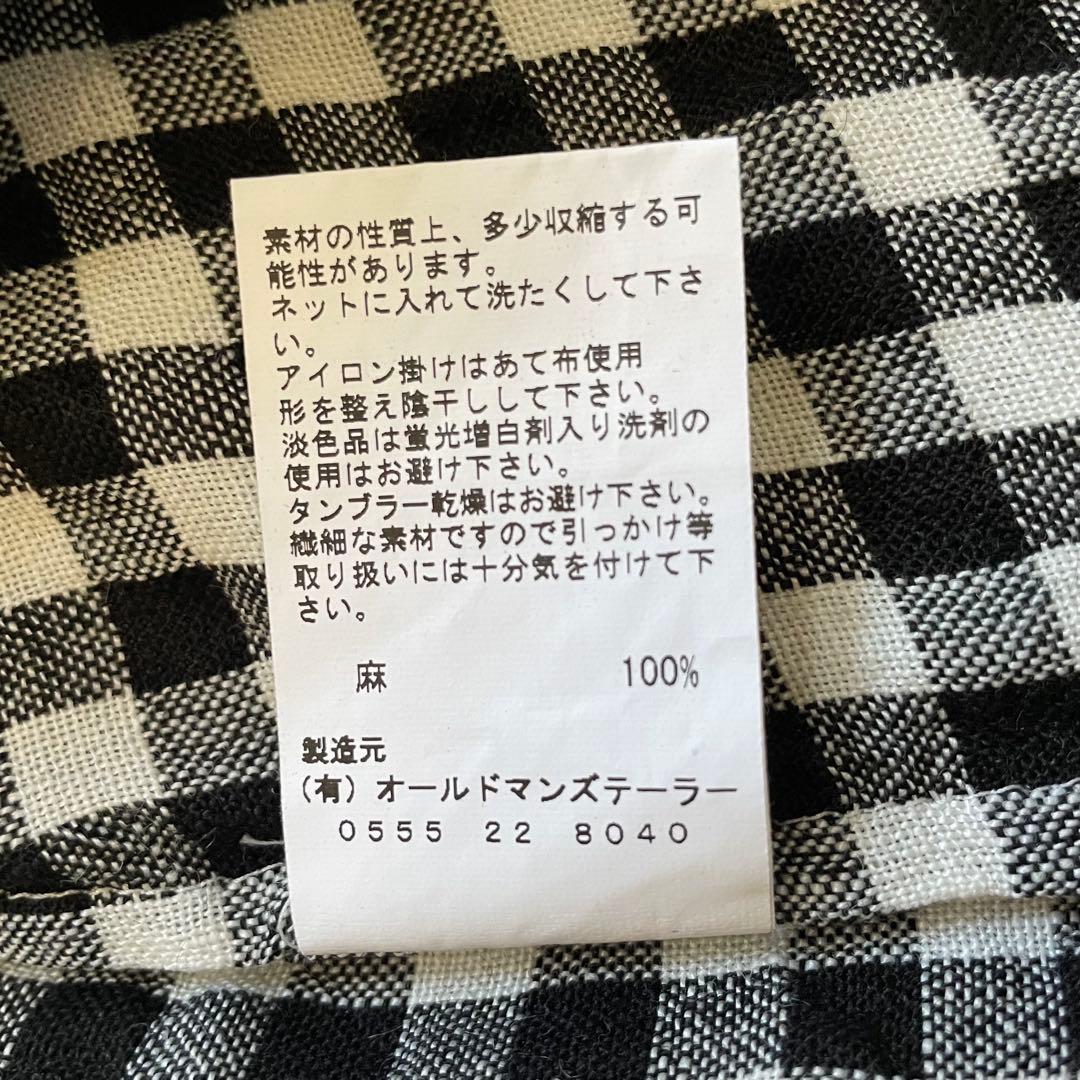 素材の性質上、多少収縮する可
能性があります。
ネットに入れて洗たくして下さ
い。
アイロン掛けはあて布使用
形を整え陰干しして下さい。
淡色品は蛍光増白剤入り洗剤の
使用はお避け下さい。
タンブラー乾燥はお避け下さい。
繊細な素材ですので引っかけ等
取り扱いには十分気を付けて下
さい。
麻 100%
製造元
(有) オールドマンズテーラー
0555 22 8040